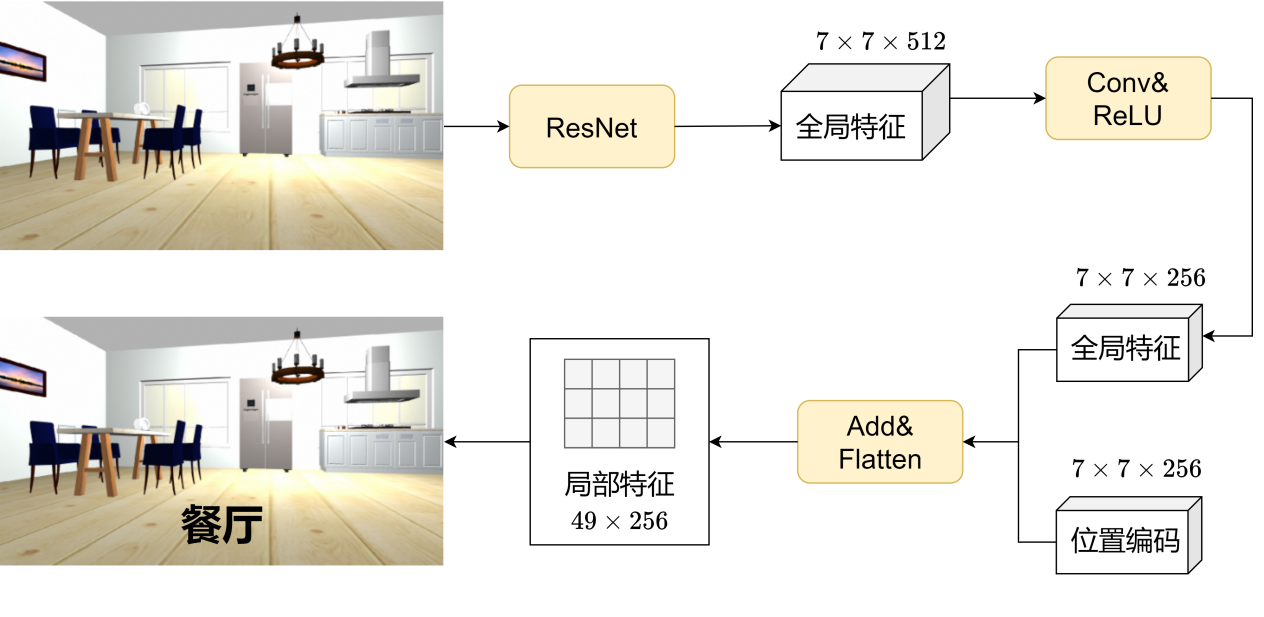 7 × 7 × 512
ResNet
全局特征
Conv&
ReLU
7 × 7 × 256
全局特征
7 × 7 × 256
位置编码
Add&
Flatten
局部特征
49 × 256
餐厅